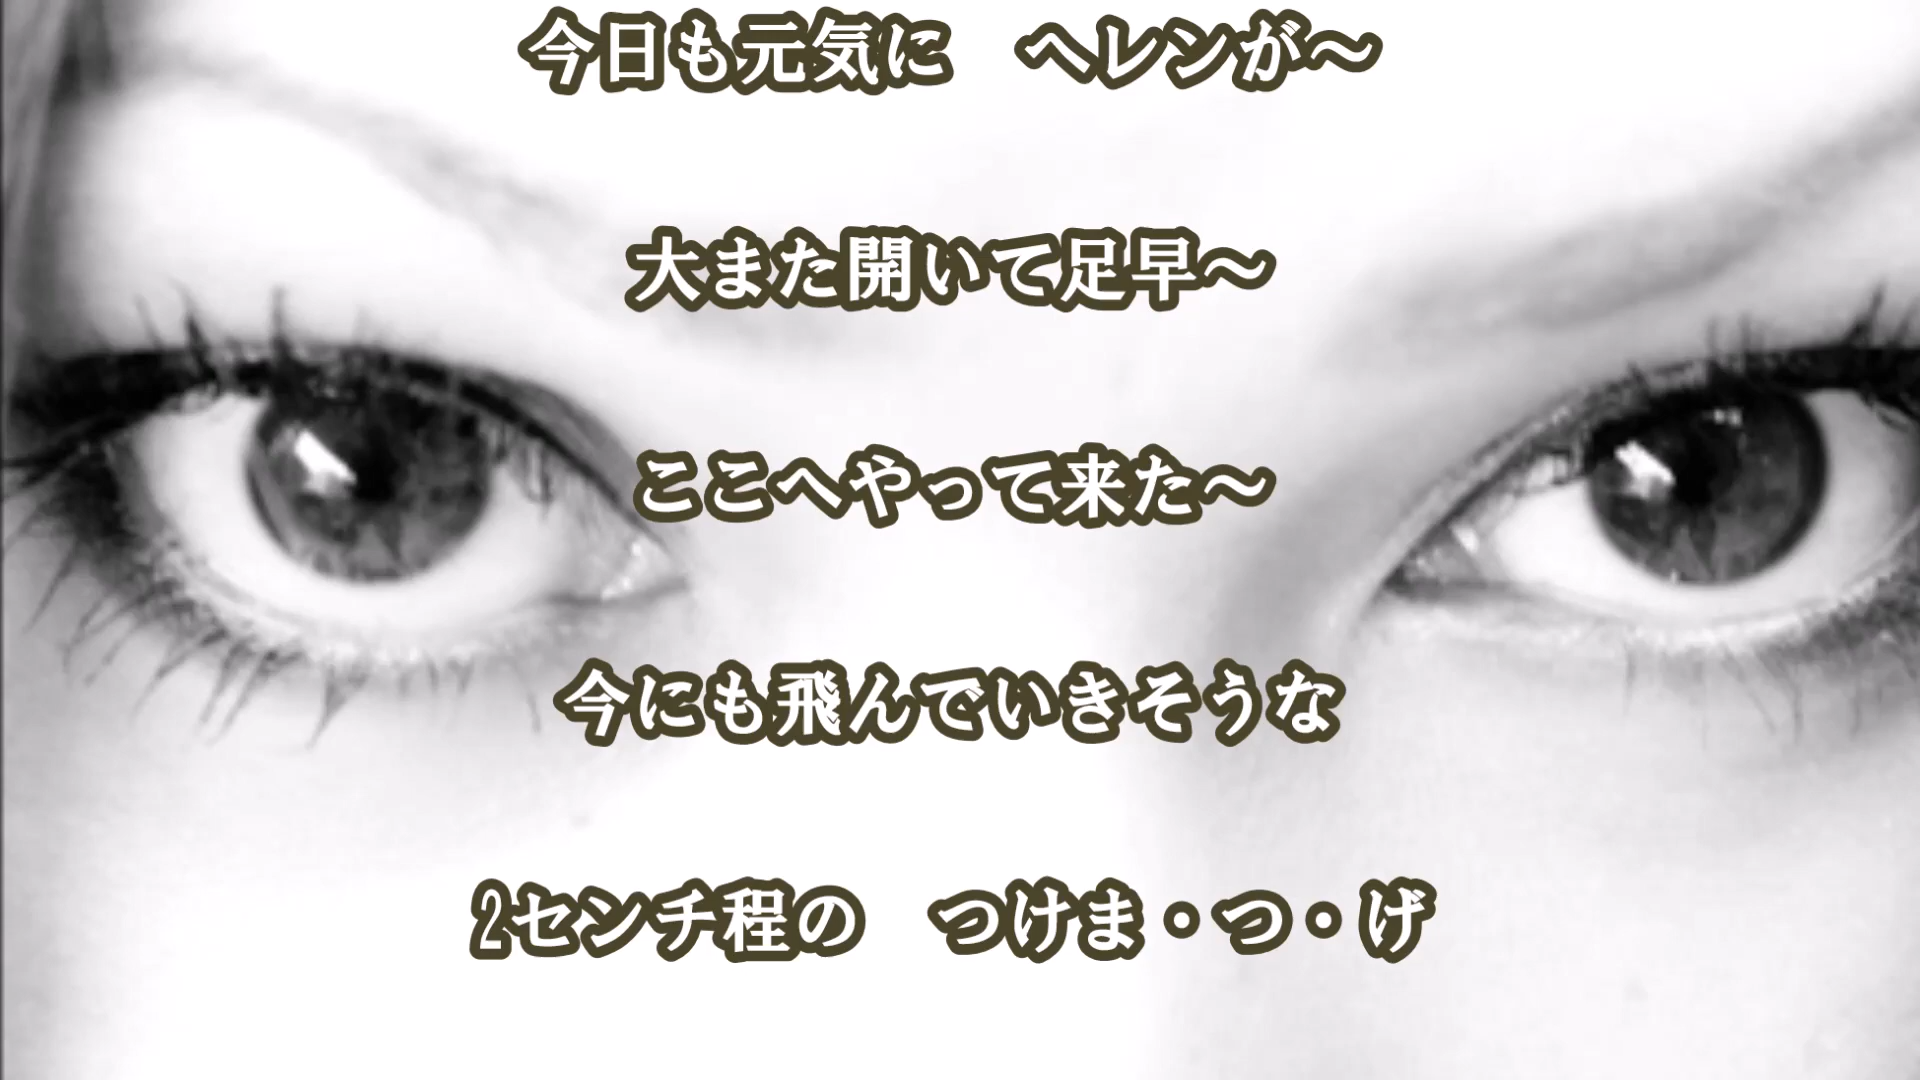 今日も元気に　ヘレンが～
大また開いて足早～
ここへやって来た～
今にも飛んでいきそうな
2センチ程の　つけま・つ・げ